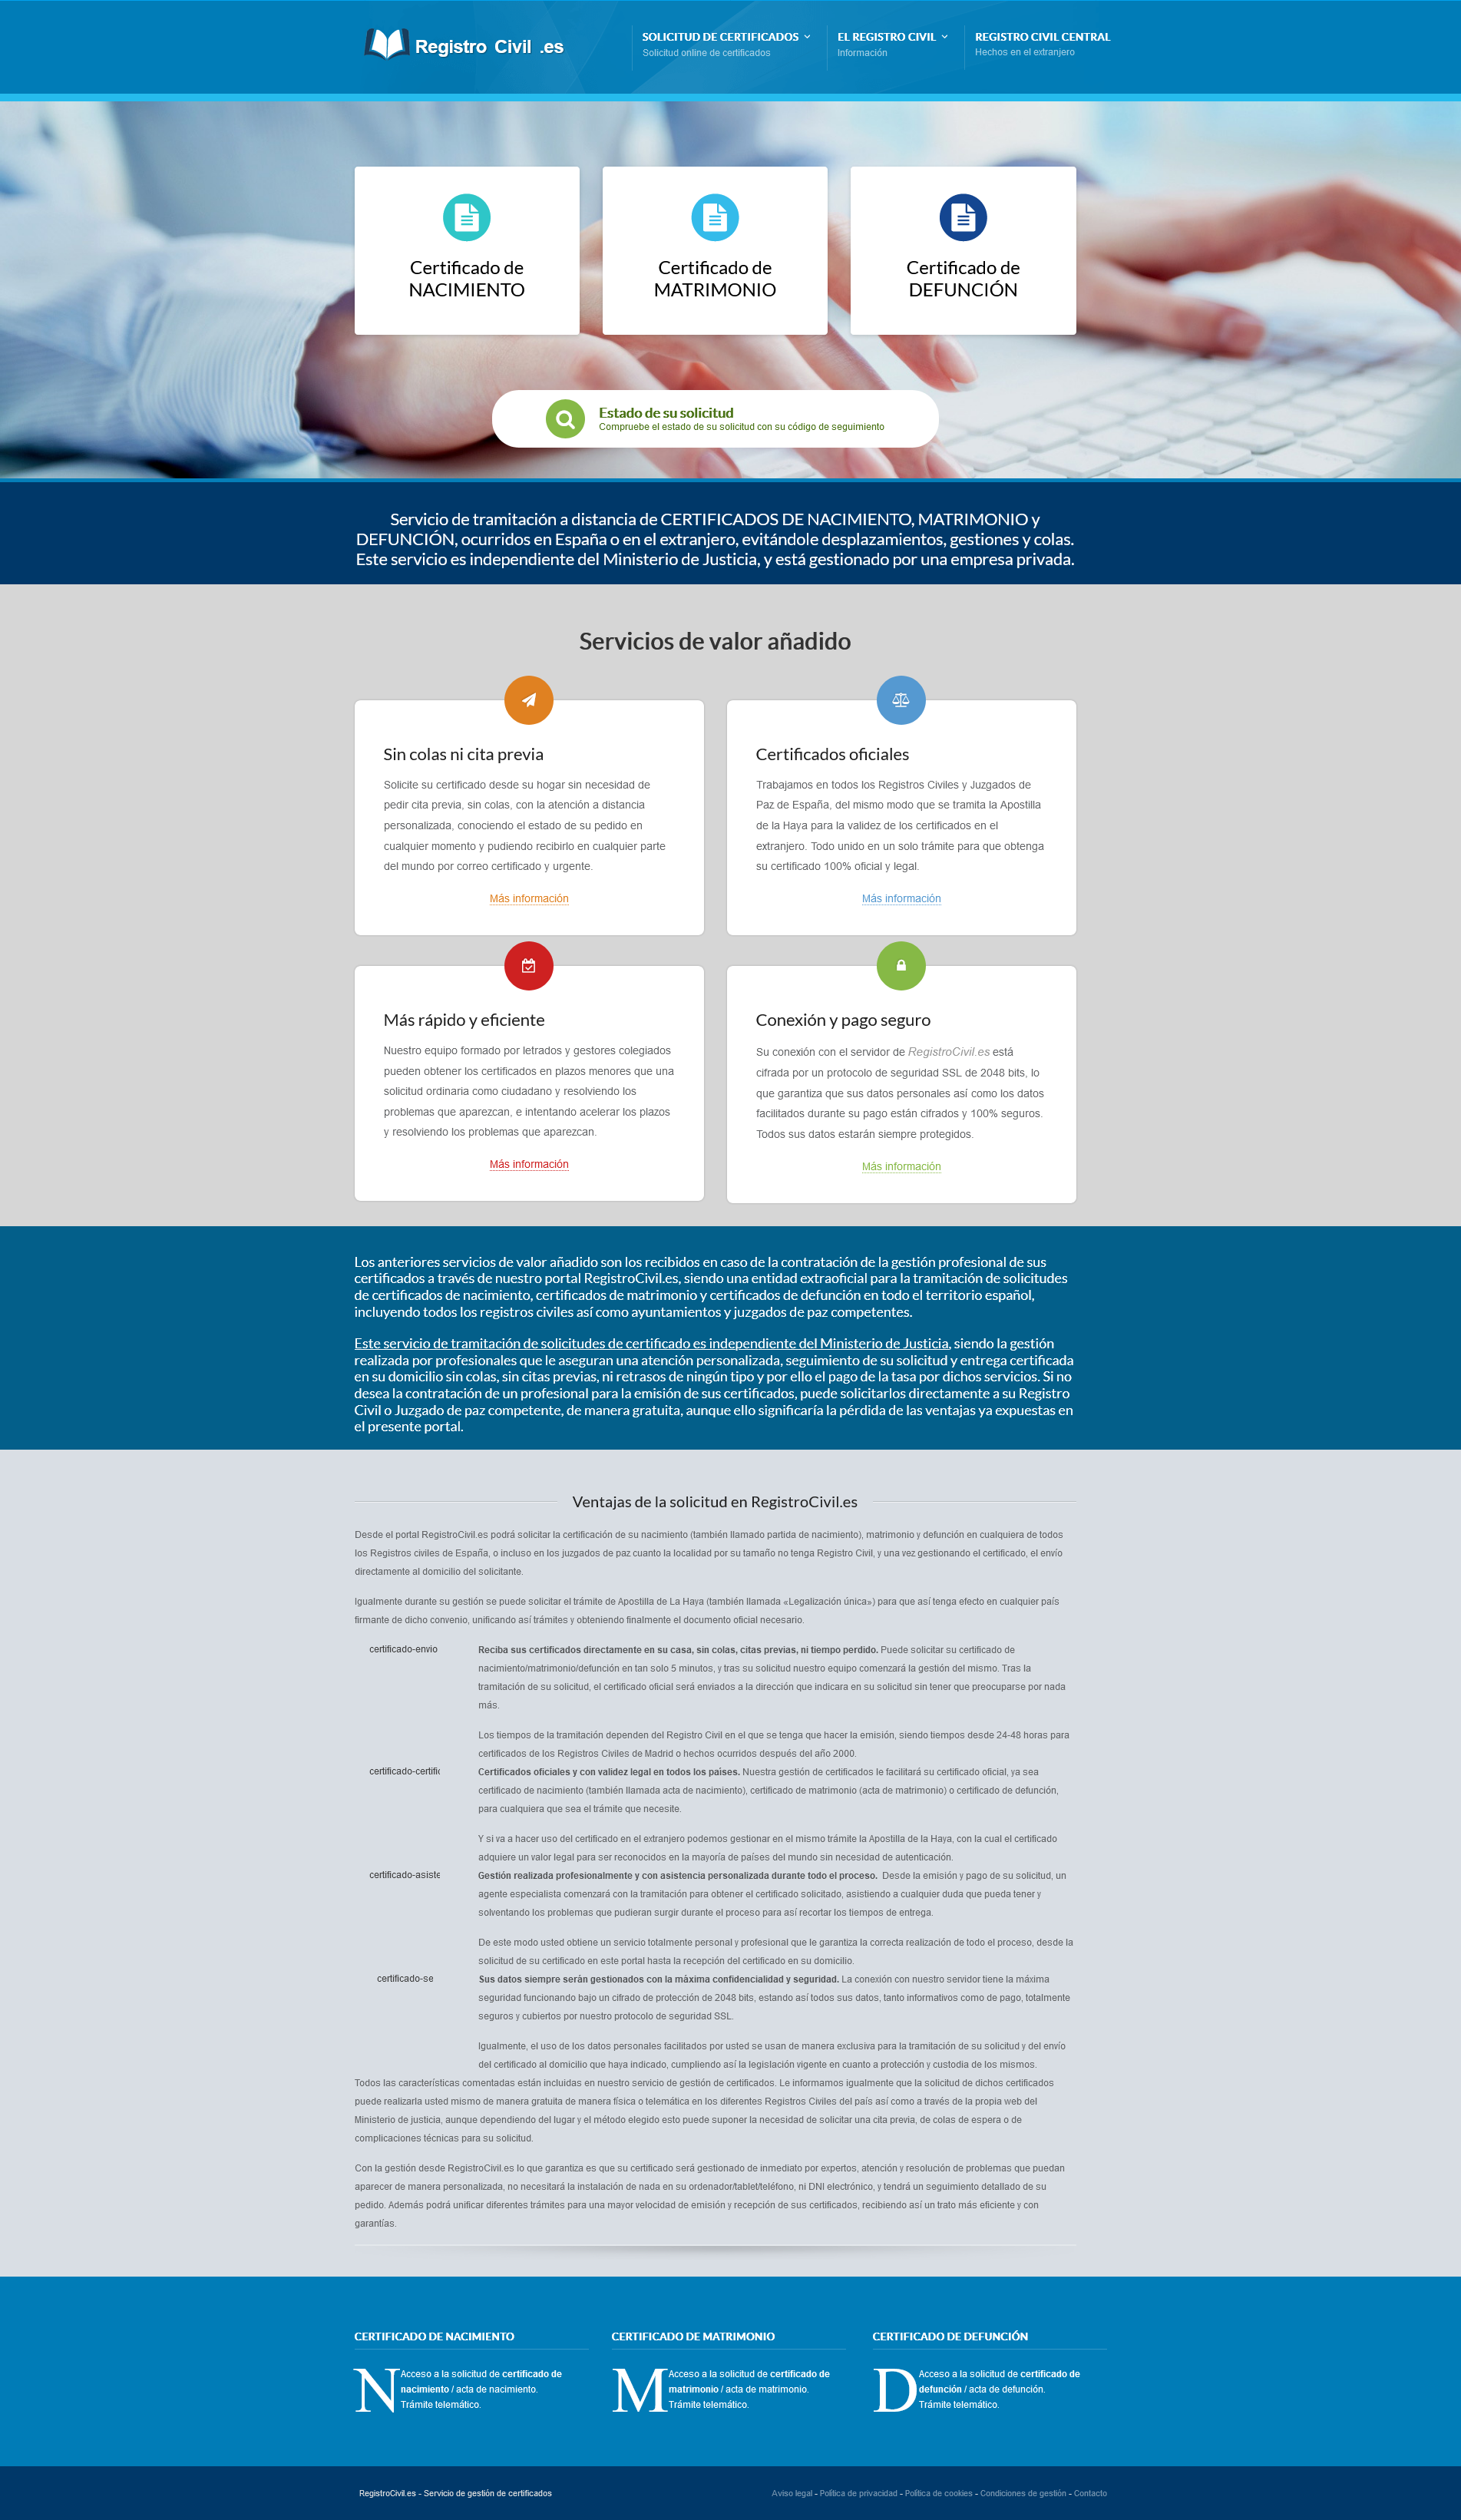 Registro Civil .es
SOLICITUD DE CERTIFICADOS
Solicitud online de certificados
EL REGISTRO CIVIL
Información
REGISTRO CIVIL CENTRAL
Hechos en el extranjero
Certificado de
NACIMIENTO
Certificado de
MATRIMONIO
Certificado de
DEFUNCIÓN
Estado de su solicitud
Compruebe el estado de su solicitud con su código de seguimiento
Servicio de tramitación a distancia de CERTIFICADOS DE NACIMIENTO, MATRIMONIO y
DEFUNCIÓN, ocurridos en España o en el extranjero, evitándole desplazamientos, gestiones y colas.
Este servicio es independiente del Ministerio de Justicia, y está gestionado por una empresa privada.
Servicios de valor añadido
Sin colas ni cita previa
Solicite su certificado desde su hogar sin necesidad de
pedir cita previa, sin colas, con la atención a distancia
personalizada, conociendo el estado de su pedido en
cualquier momento y pudiendo recibirlo en cualquier parte
del mundo por correo certificado y urgente.
Más información
Certificados oficiales
Trabajamos en todos los Registros Civiles y Juzgados de
Paz de España, del mismo modo que se tramita la Apostilla
de la Haya para la validez de los certificados en el
extranjero. Todo unido en un solo trámite para que obtenga
su certificado 100% oficial y legal.
Más información
Más rápido y eficiente
Nuestro equipo formado por letrados y gestores colegiados
pueden obtener los certificados en plazos menores que una
solicitud ordinaria como ciudadano y resolviendo los
problemas que aparezcan, e intentando acelerar los plazos
y resolviendo los problemas que aparezcan.
Más información
Conexión y pago seguro
Su conexión con el servidor de RegistroCivil.es está
cifrada por un protocolo de seguridad SSL de 2048 bits, lo
que garantiza que sus datos personales así como los datos
facilitados durante su pago están cifrados y 100% seguros.
Todos sus datos estarán siempre protegidos.
Más información
Los anteriores servicios de valor añadido son los recibidos en caso de la contratación de la gestión profesional de sus
certificados a través de nuestro portal RegistroCivil.es, siendo una entidad extraoficial para la tramitación de solicitudes
de certificados de nacimiento, certificados de matrimonio y certificados de defunción en todo el territorio español,
incluyendo todos los registros civiles así como ayuntamientos y juzgados de paz competentes.
Este servicio de tramitación de solicitudes de certificado es independiente del Ministerio de Justicia, siendo la gestión
realizada por profesionales que le aseguran una atención personalizada, seguimiento de su solicitud y entrega certificada
en su domicilio sin colas, sin citas previas, ni retrasos de ningún tipo y por ello el pago de la tasa por dichos servicios. Si no
desea la contratación de un profesional para la emisión de sus certificados, puede solicitarlos directamente a su Registro
Civil o Juzgado de paz competente, de manera gratuita, aunque ello significaría la pérdida de las ventajas ya expuestas en
el presente portal.
Ventajas de la solicitud en RegistroCivil.es
Desde el portal RegistroCivil.es podrá solicitar la certificación de su nacimiento (también llamado partida de nacimiento), matrimonio y defunción en cualquiera de todos
los Registros civiles de España, o incluso en los juzgados de paz cuanto la localidad por su tamaño no tenga Registro Civil, y una vez gestionando el certificado, el envío
directamente al domicilio del solicitante.
Igualmente durante su gestión se puede solicitar el trámite de Apostilla de La Haya (también llamada «Legalización única») para que así tenga efecto en cualquier país
firmante de dicho convenio, unificando así trámites y obteniendo finalmente el documento oficial necesario.
certificado-envio
Reciba sus certificados directamente en su casa, sin colas, citas previas, ni tiempo perdido. Puede solicitar su certificado de
nacimiento/matrimonio/defunción en tan solo 5 minutos, y tras su solicitud nuestro equipo comenzará la gestión del mismo. Tras la
tramitación de su solicitud, el certificado oficial será enviados a la dirección que indicara en su solicitud sin tener que preocuparse por nada
más.
Los tiempos de la tramitación dependen del Registro Civil en el que se tenga que hacer la emisión, siendo tiempos desde 24-48 horas para
certificados de los Registros Civiles de Madrid o hechos ocurridos después del año 2000.
certificado-certific
Certificados oficiales y con validez legal en todos los paises. Nuestra gestión de certificados le facilitará su certificado oficial, ya sea
certificado de nacimiento (también llamada acta de nacimiento), certificado de matrimonio (acta de matrimonio) o certificado de defunción,
para cualquiera que sea el trámite que necesite.
Y si va a hacer uso del certificado en el extranjero podemos gestionar en el mismo trámite la Apostilla de la Haya, con la cual el certificado
adquiere un valor legal para ser reconocidos en la mayoría de países del mundo sin necesidad de autenticación.
certificado-asiste
Gestión realizada profesionalmente y con asistencia personalizada durante todo el proceso. Desde la emisión y pago de su solicitud, un
agente especialista comenzará con la tramitación para obtener el certificado solicitado, asistiendo a cualquier duda que pueda tener y
solventando los problemas que pudieran surgir durante el proceso para así recortar los tiempos de entrega.
De este modo usted obtiene un servicio totalmente personal y profesional que le garantiza la correcta realización de todo el proceso, desde la
solicitud de su certificado en este portal hasta la recepción del certificado en su domicilio.
certificado-se
Sus datos siempre serán gestionados con la máxima confidencialidad y seguridad. La conexión con nuestro servidor tiene la máxima
seguridad funcionando bajo un cifrado de protección de 2048 bits, estando así todos sus datos, tanto informativos como de pago, totalmente
seguros y cubiertos por nuestro protocolo de seguridad SSL.
Igualmente, el uso de los datos personales facilitados por usted se usan de manera exclusiva para la tramitación de su solicitud y del envío
del certificado al domicilio que haya indicado, cumpliendo así la legislación vigente en cuanto a protección y custodia de los mismos.
Todos las características comentadas están incluidas en nuestro servicio de gestión de certificados. Le informamos igualmente que la solicitud de dichos certificados
puede realizarla usted mismo de manera gratuita de manera física o telemática en los diferentes Registros Civiles del país así como a través de la propia web del
Ministerio de justicia, aunque dependiendo del lugar y el método elegido esto puede suponer la necesidad de solicitar una cita previa, de colas de espera o de
complicaciones técnicas para su solicitud.
Con la gestión desde RegistroCivil.es lo que garantiza es que su certificado será gestionado de inmediato por expertos, atención y resolución de problemas que puedan
aparecer de manera personalizada, no necesitará la instalación de nada en su ordenador/tablet/teléfono, ni DNI electrónico, y tendrá un seguimiento detallado de su
pedido. Además podrá unificar diferentes trámites para una mayor velocidad de emisión y recepción de sus certificados, recibiendo así un trato más eficiente y con
garantías.
CERTIFICADO DE NACIMIENTO
N Acceso a la solicitud de certificado de
nacimiento / acta de nacimiento.
Trámite telemático.
CERTIFICADO DE MATRIMONIO
M Acceso a la solicitud de certificado de
matrimonio / acta de matrimonio.
Trámite telemático.
CERTIFICADO DE DEFUNCIÓN
D Acceso a la solicitud de certificado de
defunción / acta de defunción.
Trámite telemático.
RegistroCivil.es - Servicio de gestión de certificados
Aviso legal - Política de privacidad - Política de cookies - Condiciones de gestión - Contacto